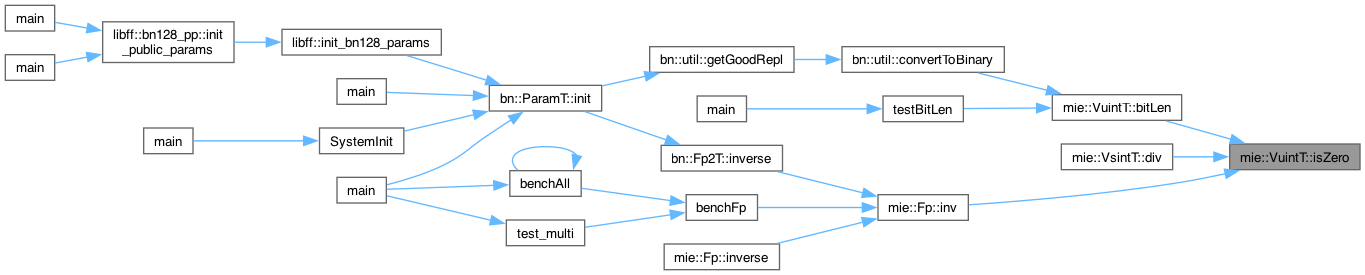 main
main
libff::bn128_pp::init
_public_params
libff::init_bn128_params
main
main
SystemInit
main
bn::ParamT::init
benchAll
test_multi
bn::util::getGoodRepl
main
bn::Fp2T::inverse
benchFp
mie::Fp::inverse
bn::util::convertToBinary
testBitLen
mie::Fp::inv
mie::VuintT::bitLen
mie::VsintT::div
mie::VuintT::isZero